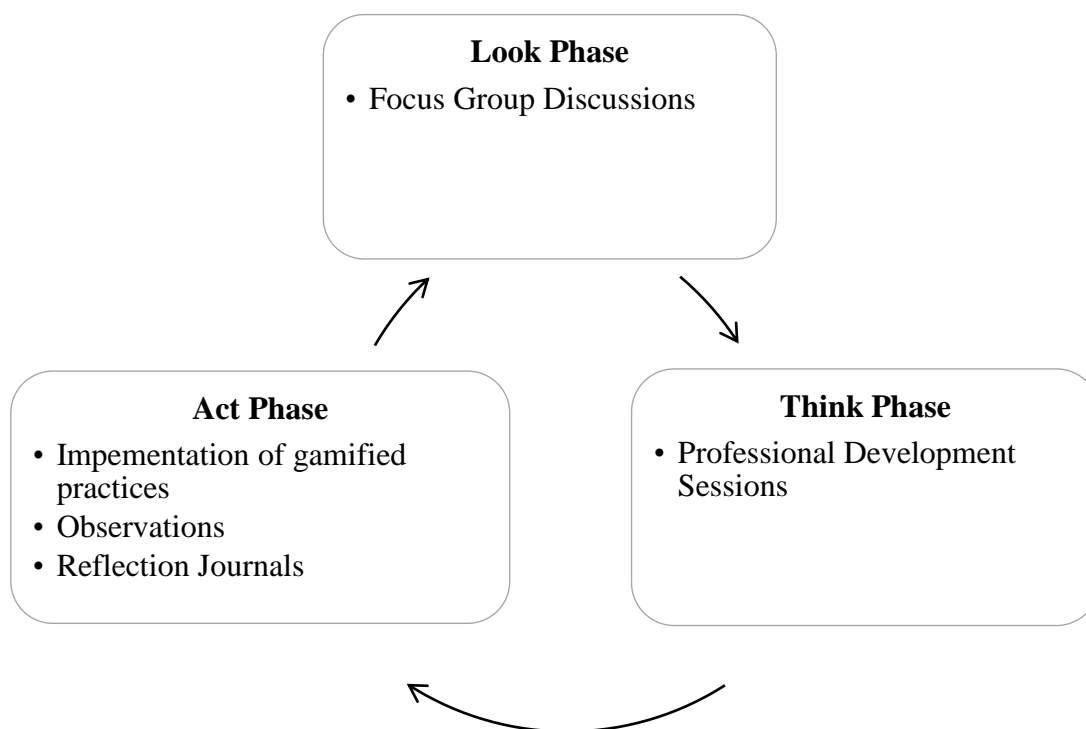 Look Phase
• Focus Group Discussions
Act Phase
• Impementation of gamified
practices
• Observations
• Reflection Journals
Think Phase
• Professional Development
Sessions